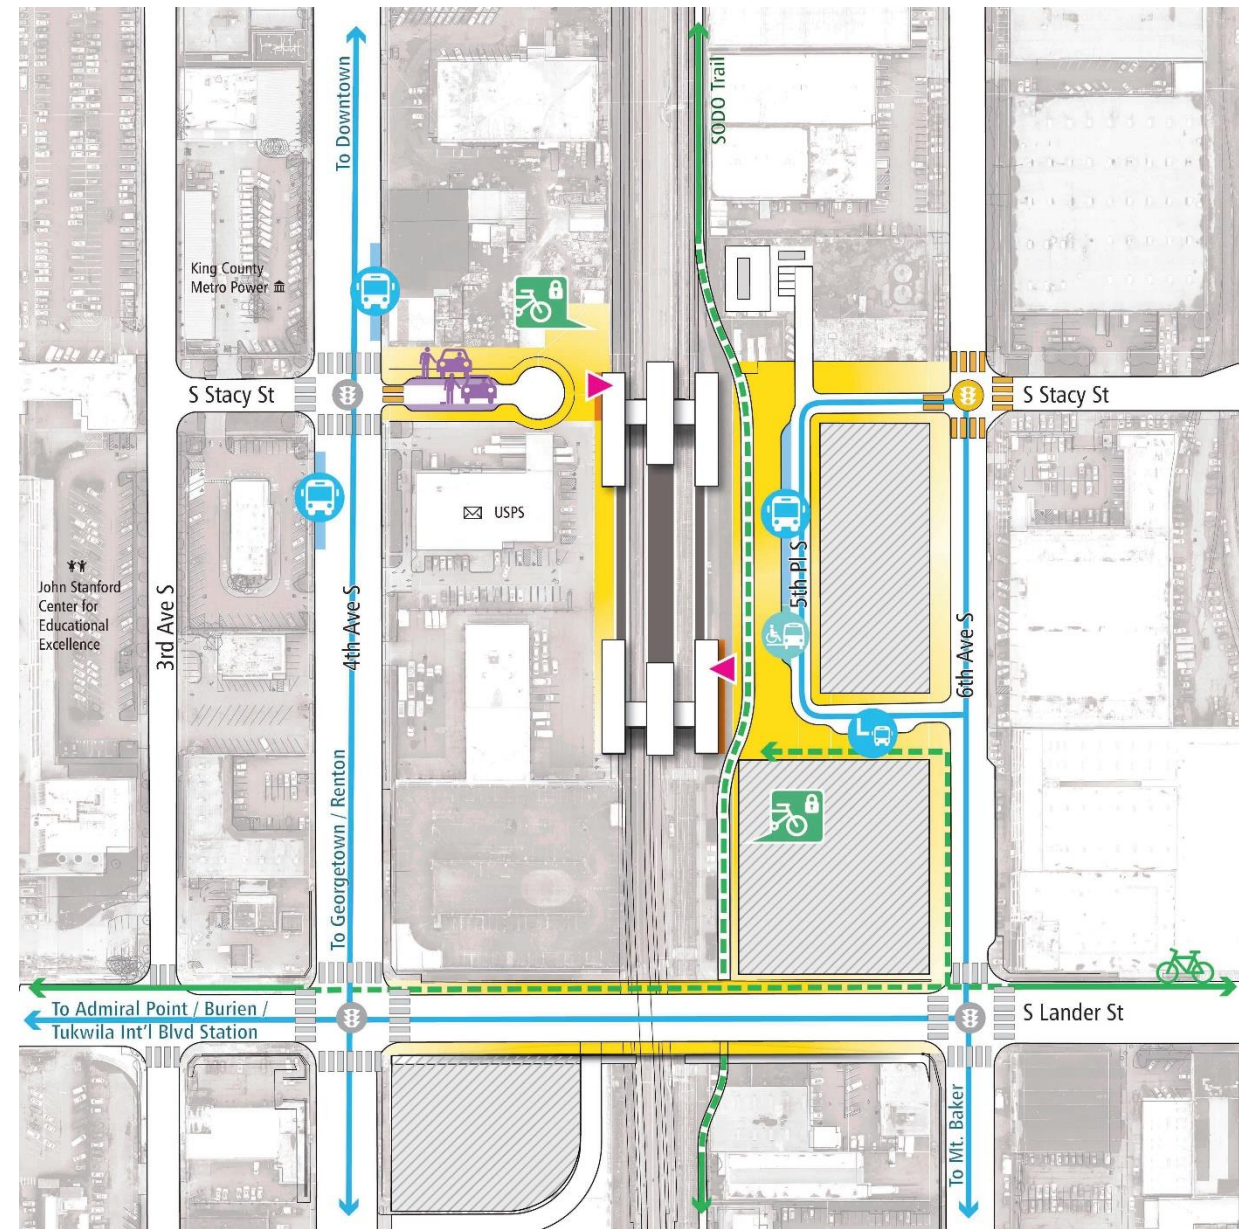 To Downtown
SODO Trail
King County
Metro Power
S Stacy St
S Stacy St
USPS
5th Pl S
John Stanford
Center for
Educational
Excellence
3rd Ave S
4th Ave S
6th Ave S
To Georgetown / Renton
To Admiral Point / Burien /
Tukwila Int'l Blvd Station
S Lander St
To Mt. Baker